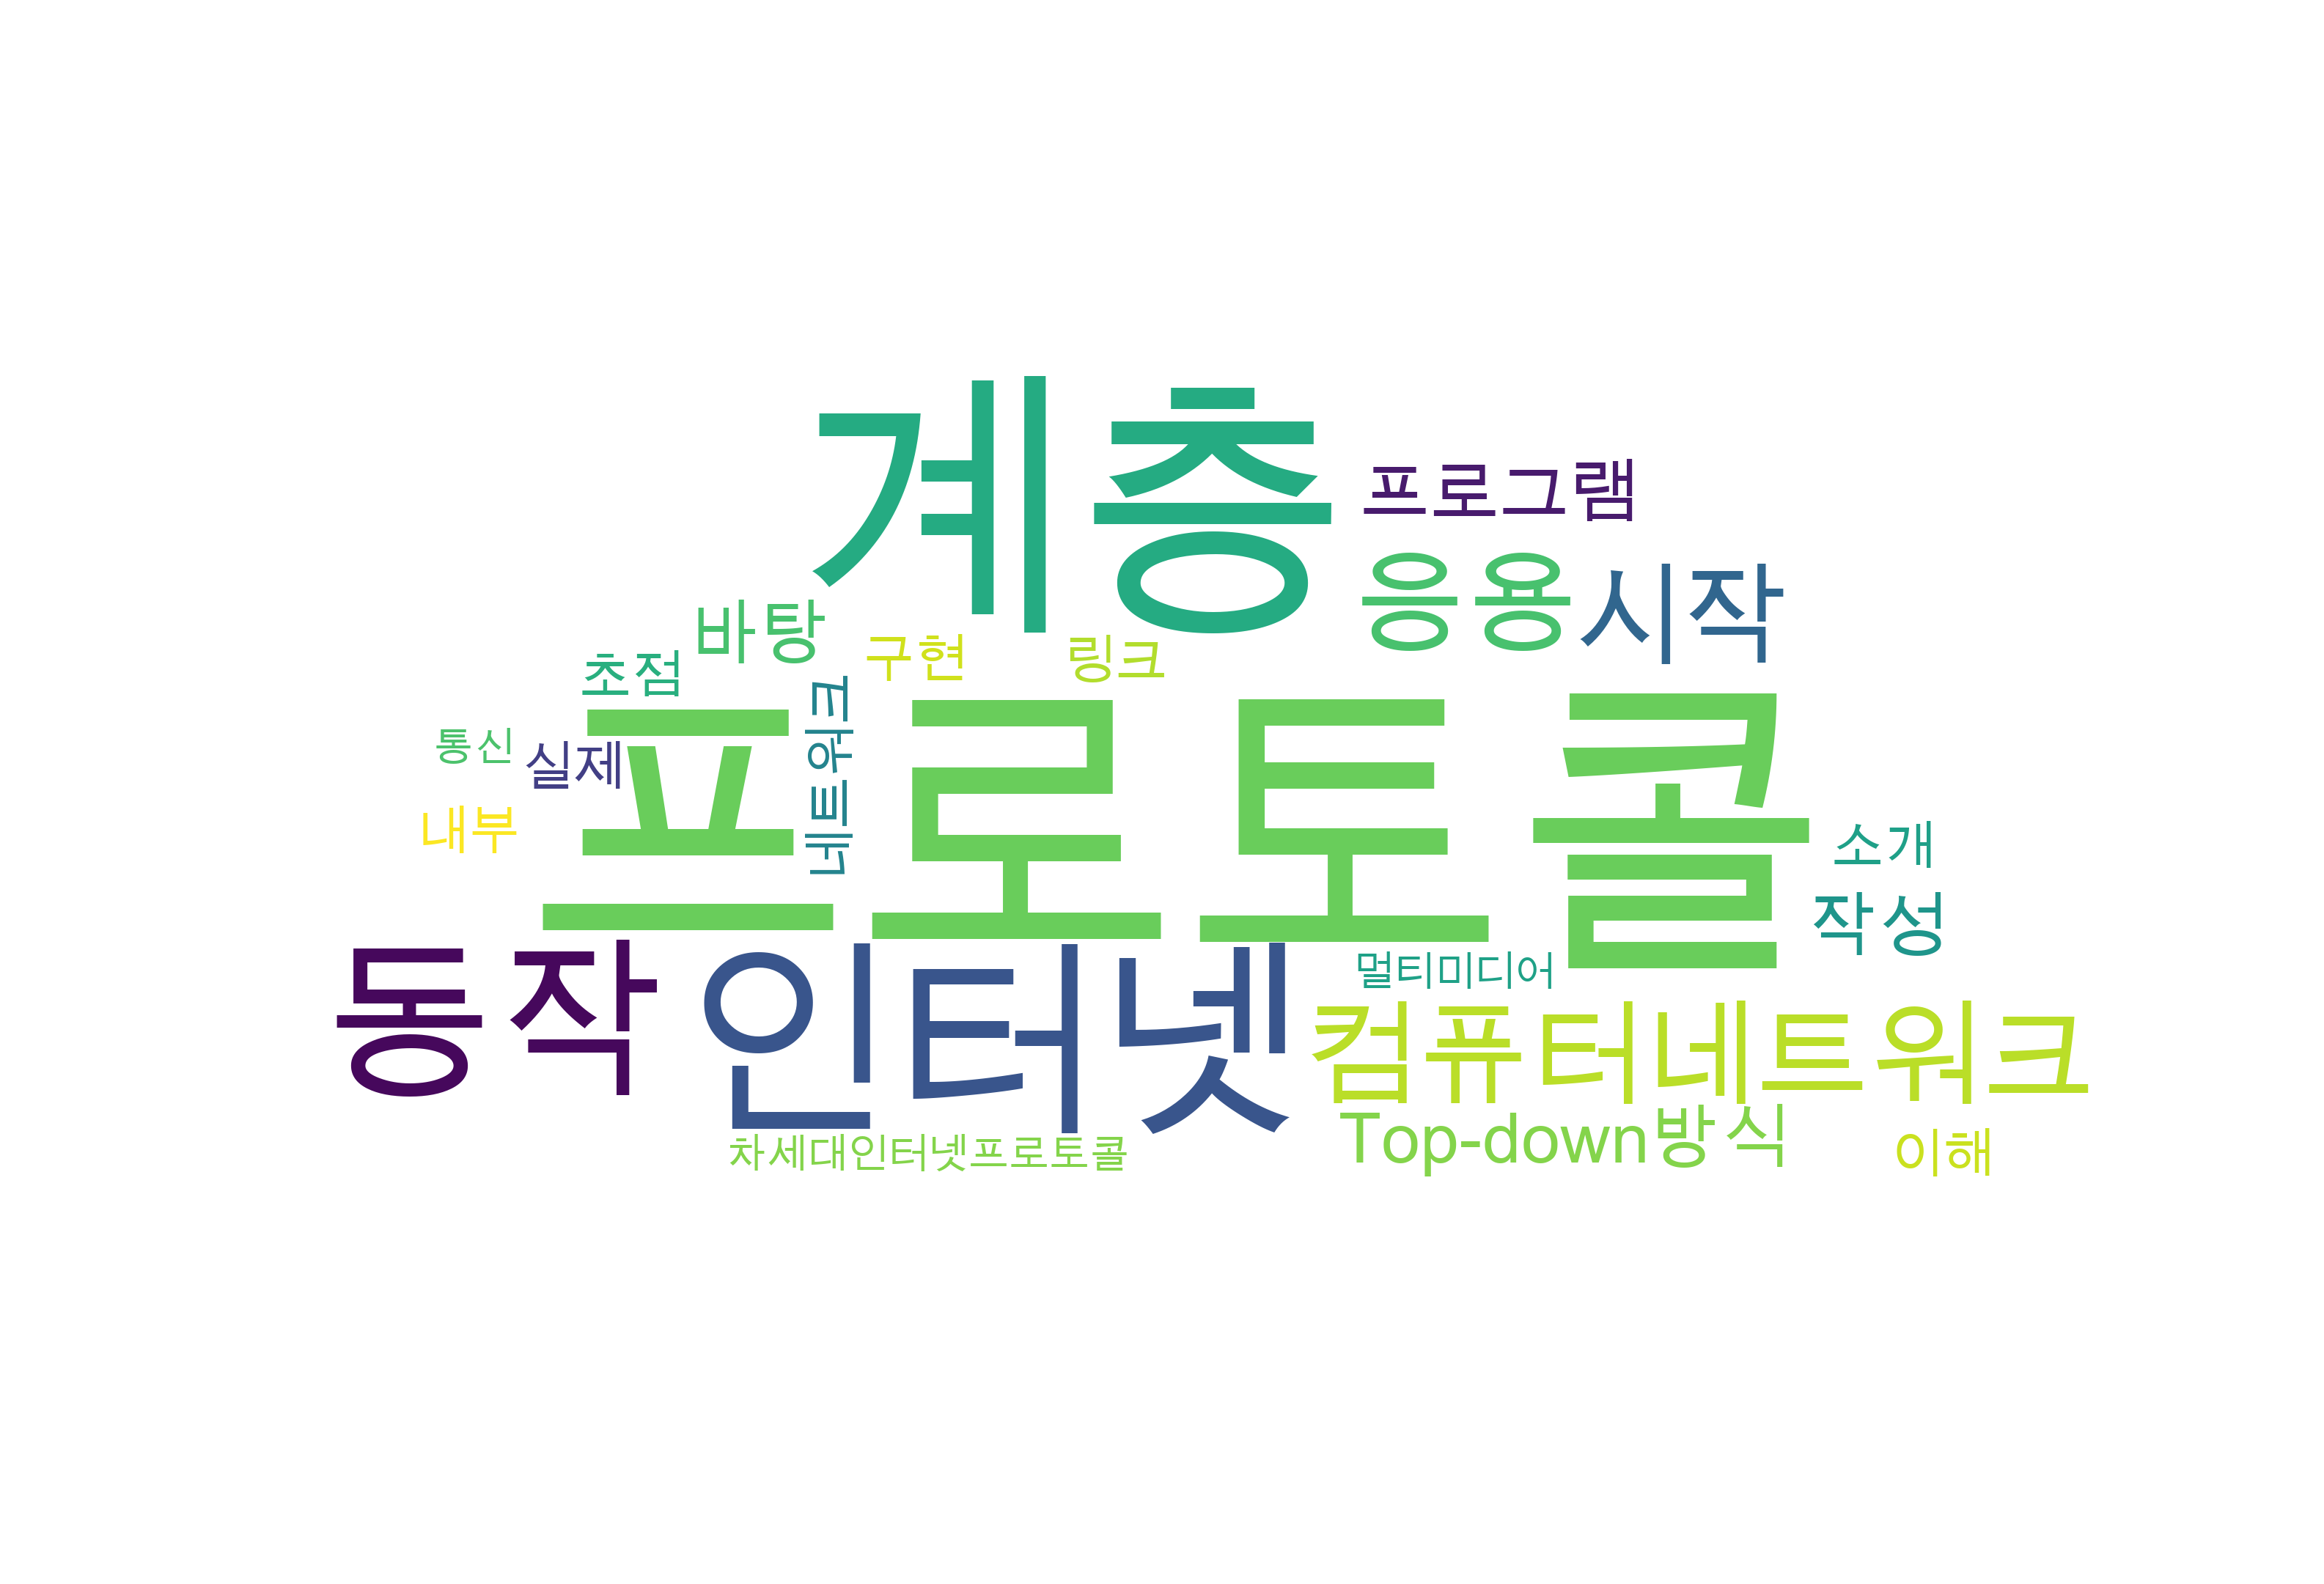 계층
프로그램
응용
시작
바탕
구현
링크
초점
네트워크
통신
실제
프로토콜
내부
소개
작성
동작
인터넷
멀티미디어
컴퓨터네트워크
차세대인터넷프로토콜
Top-down방식
이해